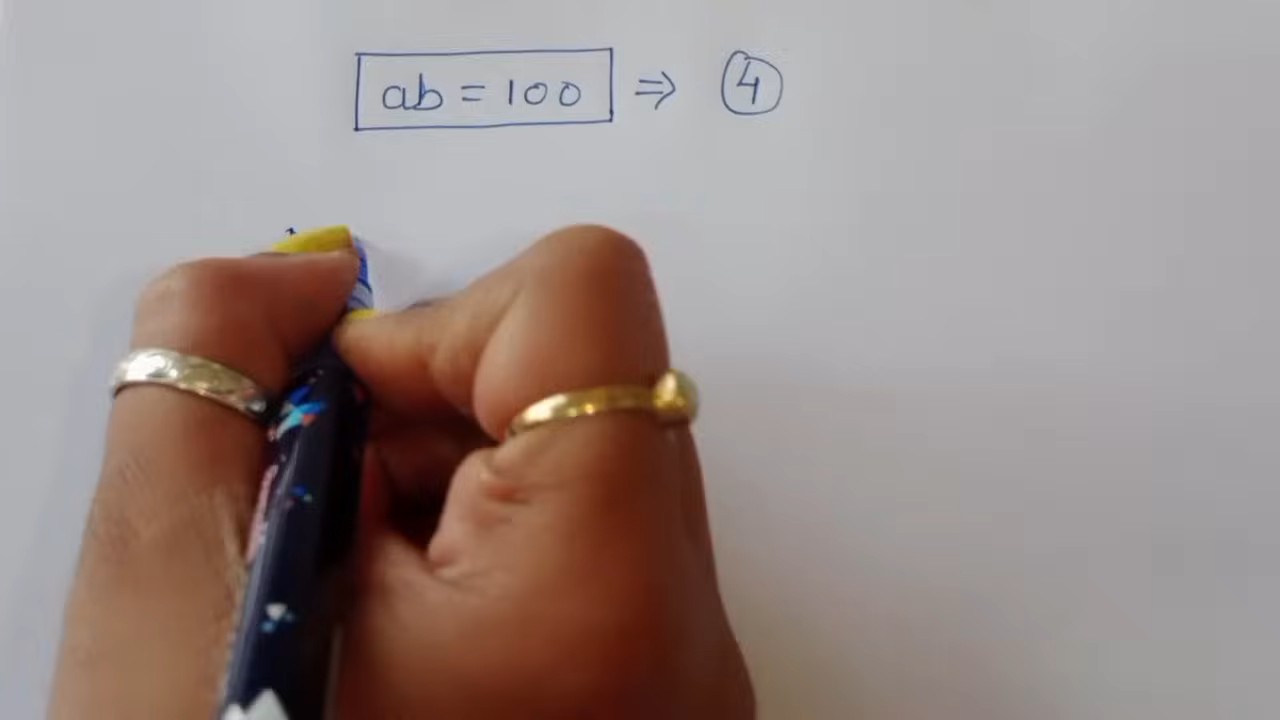 ab = 100 ⇒ 4